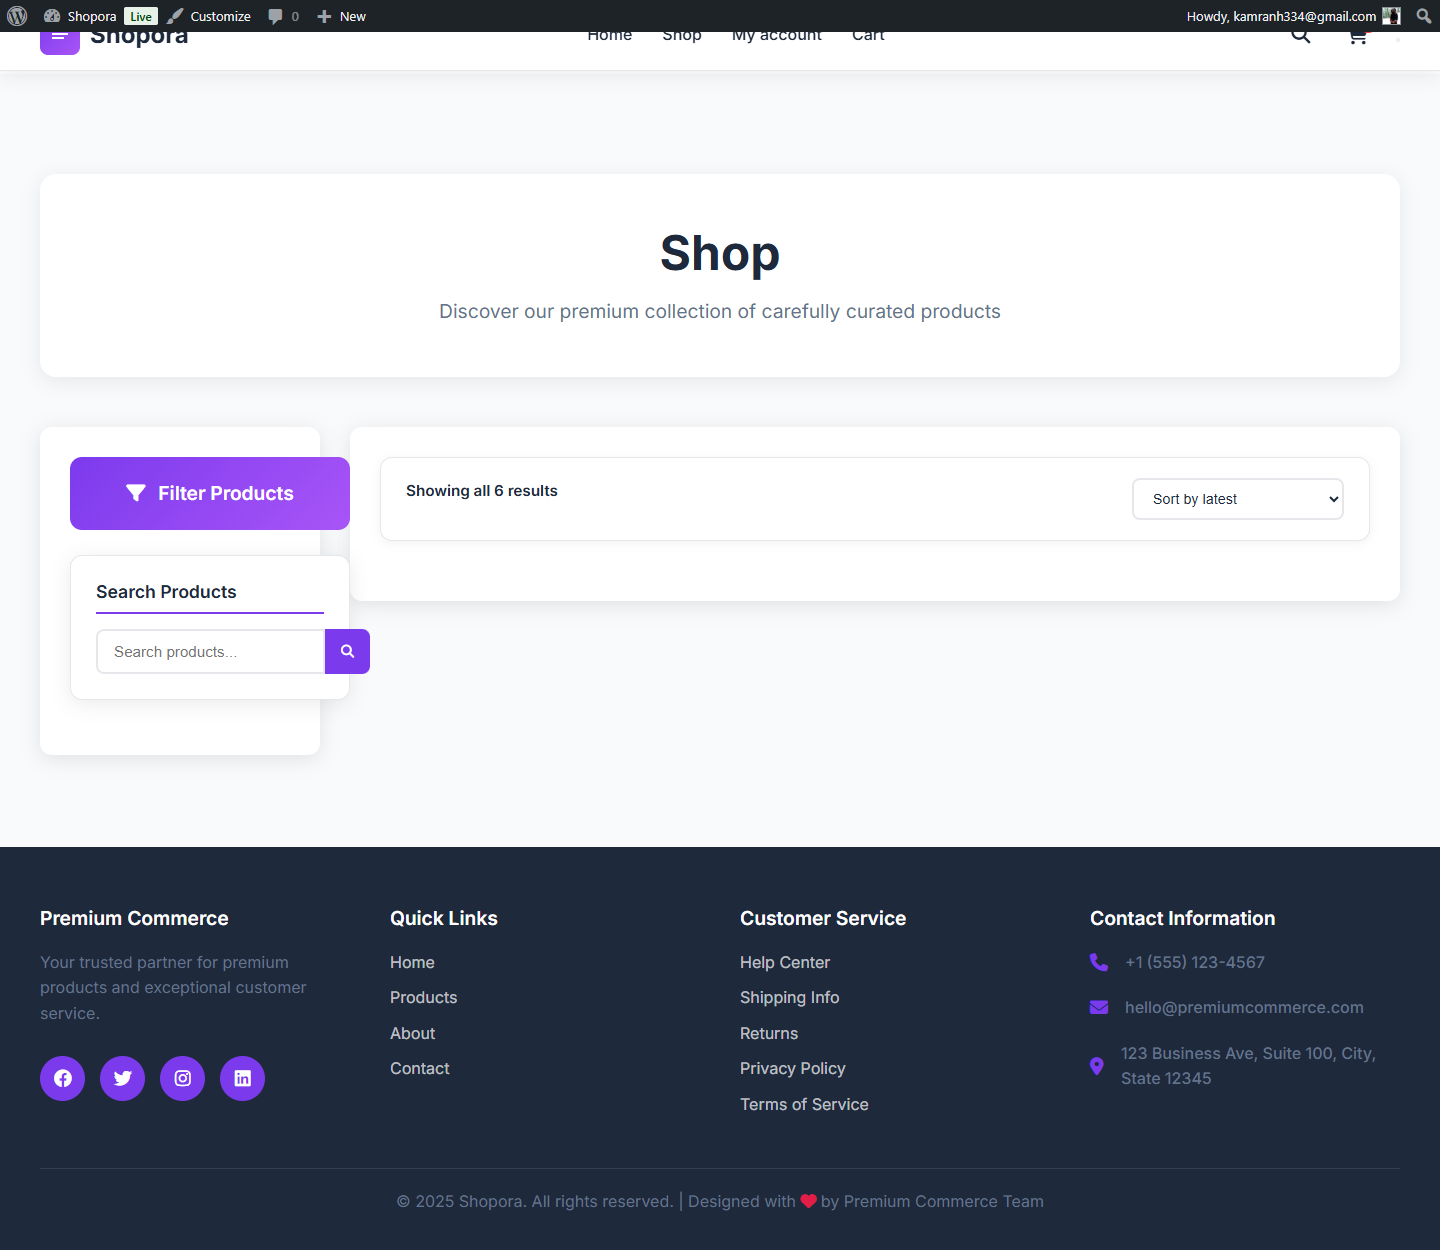 Shopora Live Customize 0 New Howdy, kamranh334@gmail.com
Shopora Home Shop My account Cart
Shop
Discover our premium collection of carefully curated products
Filter Products
Search Products
Search products...
Showing all 6 results
Sort by latest
Premium Commerce
Your trusted partner for premium
products and exceptional customer
service.
Quick Links
Home
Products
About
Contact
Customer Service
Help Center
Shipping Info
Returns
Privacy Policy
Terms of Service
Contact Information
+1 (555) 123-4567
hello@premiumcommerce.com
123 Business Ave, Suite 100, City,
State 12345
© 2025 Shopora. All rights reserved. | Designed with ❤ by Premium Commerce Team